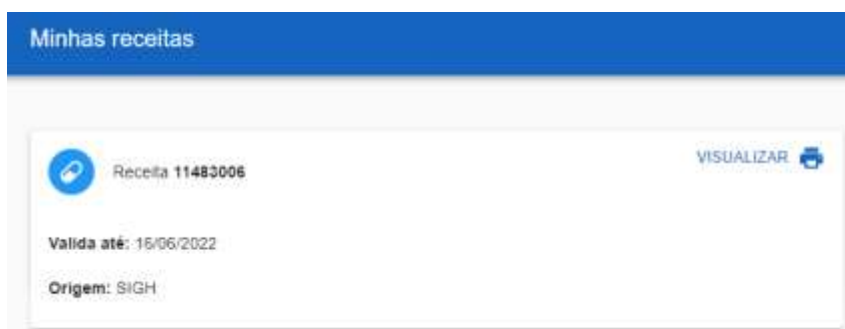 Minhas receitas
VISUALIZAR
Receita 11483006
Valida até: 16/06/2022
Origem: SIGH